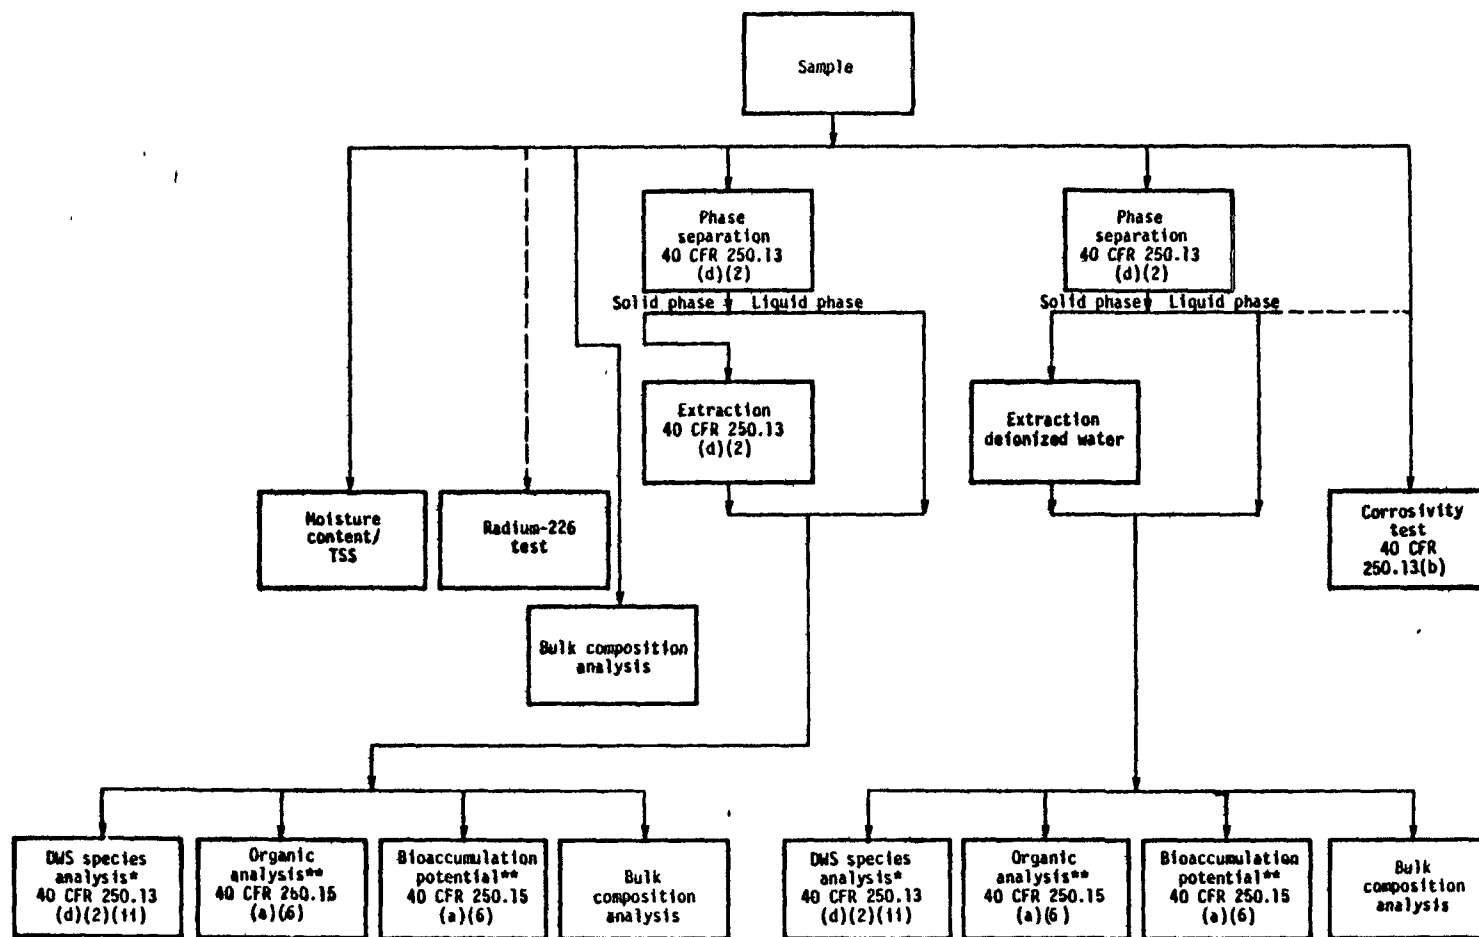 Sample
Phase
separation
40 CFR 250.13
(d)(2)
Phase
separation
40 CFR 250.13
(d)(2)
Solid phase
Liquid phase
Solid phase
Liquid phase
Extraction
40 CFR 250.13
(d)(2)
Extraction
deionized water
Moisture
content/
TSS
Radium-226
test
Corrosivity
test
40 CFR
250.13(b)
Bulk composition
analysis
DWS species
analysis*
40 CFR 250.13
(d)(2)(ii)
Organic
analysis**
40 CFR 250.15
(a)(6)
Bioaccumulation
potential**
40 CFR 250.15
(a)(6)
Bulk
composition
analysis
DWS species
analysis*
40 CFR 250.13
(d)(2)(ii)
Organic
analysis**
40 CFR 250.15
(a)(6)
Bioaccumulation
potential**
40 CFR 250.15
(a)(6)
Bulk
composition
analysis